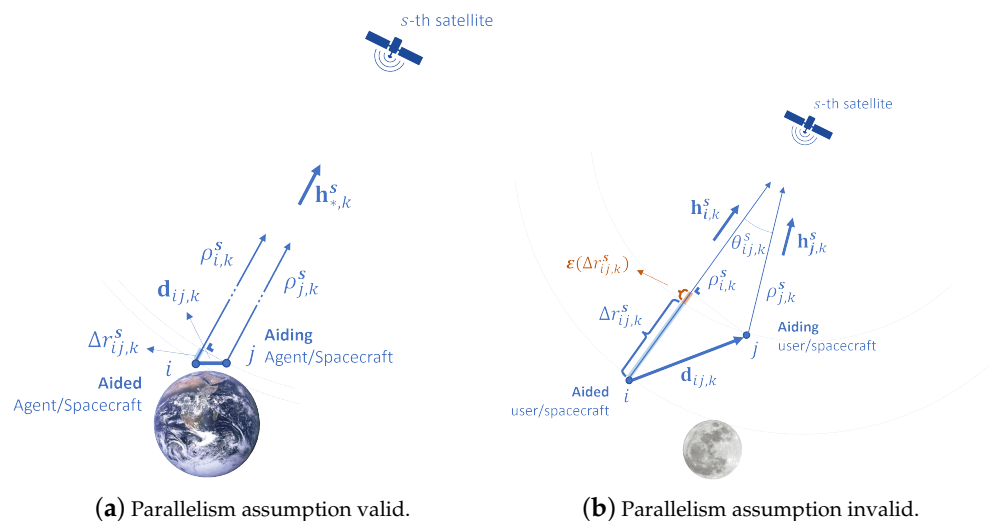 s-th satellite
h^s_{*,k}
ρ^s_{i,k}
ρ^s_{j,k}
d_{ij,k}
Δr^s_{ij,k}
i
j
Aiding
Agent/Spacecraft
Aided
Agent/Spacecraft
(a) Parallelism assumption valid.
s-th satellite
h^s_{i,k}
θ^s_{ij,k}
h^s_{j,k}
ε(Δr^s_{ij,k})
ρ^s_{i,k}
ρ^s_{j,k}
Δr^s_{ij,k}
Aiding
user/spacecraft
j
d_{ij,k}
Aided
user/spacecraft
i
(b) Parallelism assumption invalid.